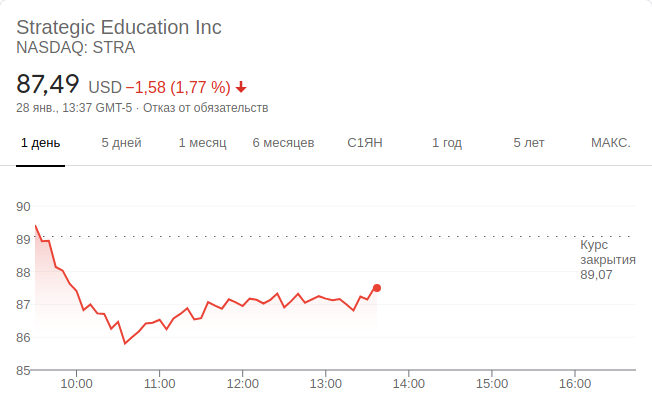 Strategic Education Inc
NASDAQ: STRA
87,49 USD −1,58 (1,77 %)
28 янв., 13:37 GMT-5 · Отказ от обязательств
1 день 5 дней 1 месяц 6 месяцев С1ЯН 1 год 5 лет МАКС.
90
89
Курс
закрытия
89,07
88
87
86
85
10:00 11:00 12:00 13:00 14:00 15:00 16:00